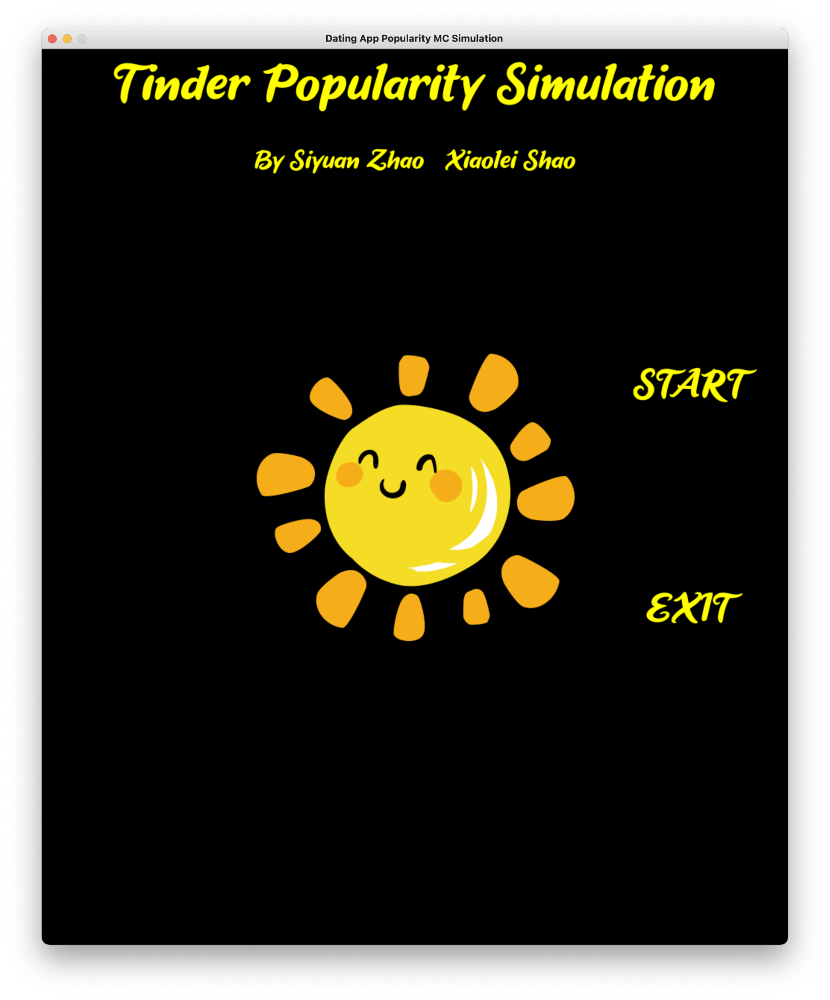 Dating App Popularity MC Simulation
Tinder Popularity Simulation
By Siyuan Zhao Xiaolei Shao
START
EXIT